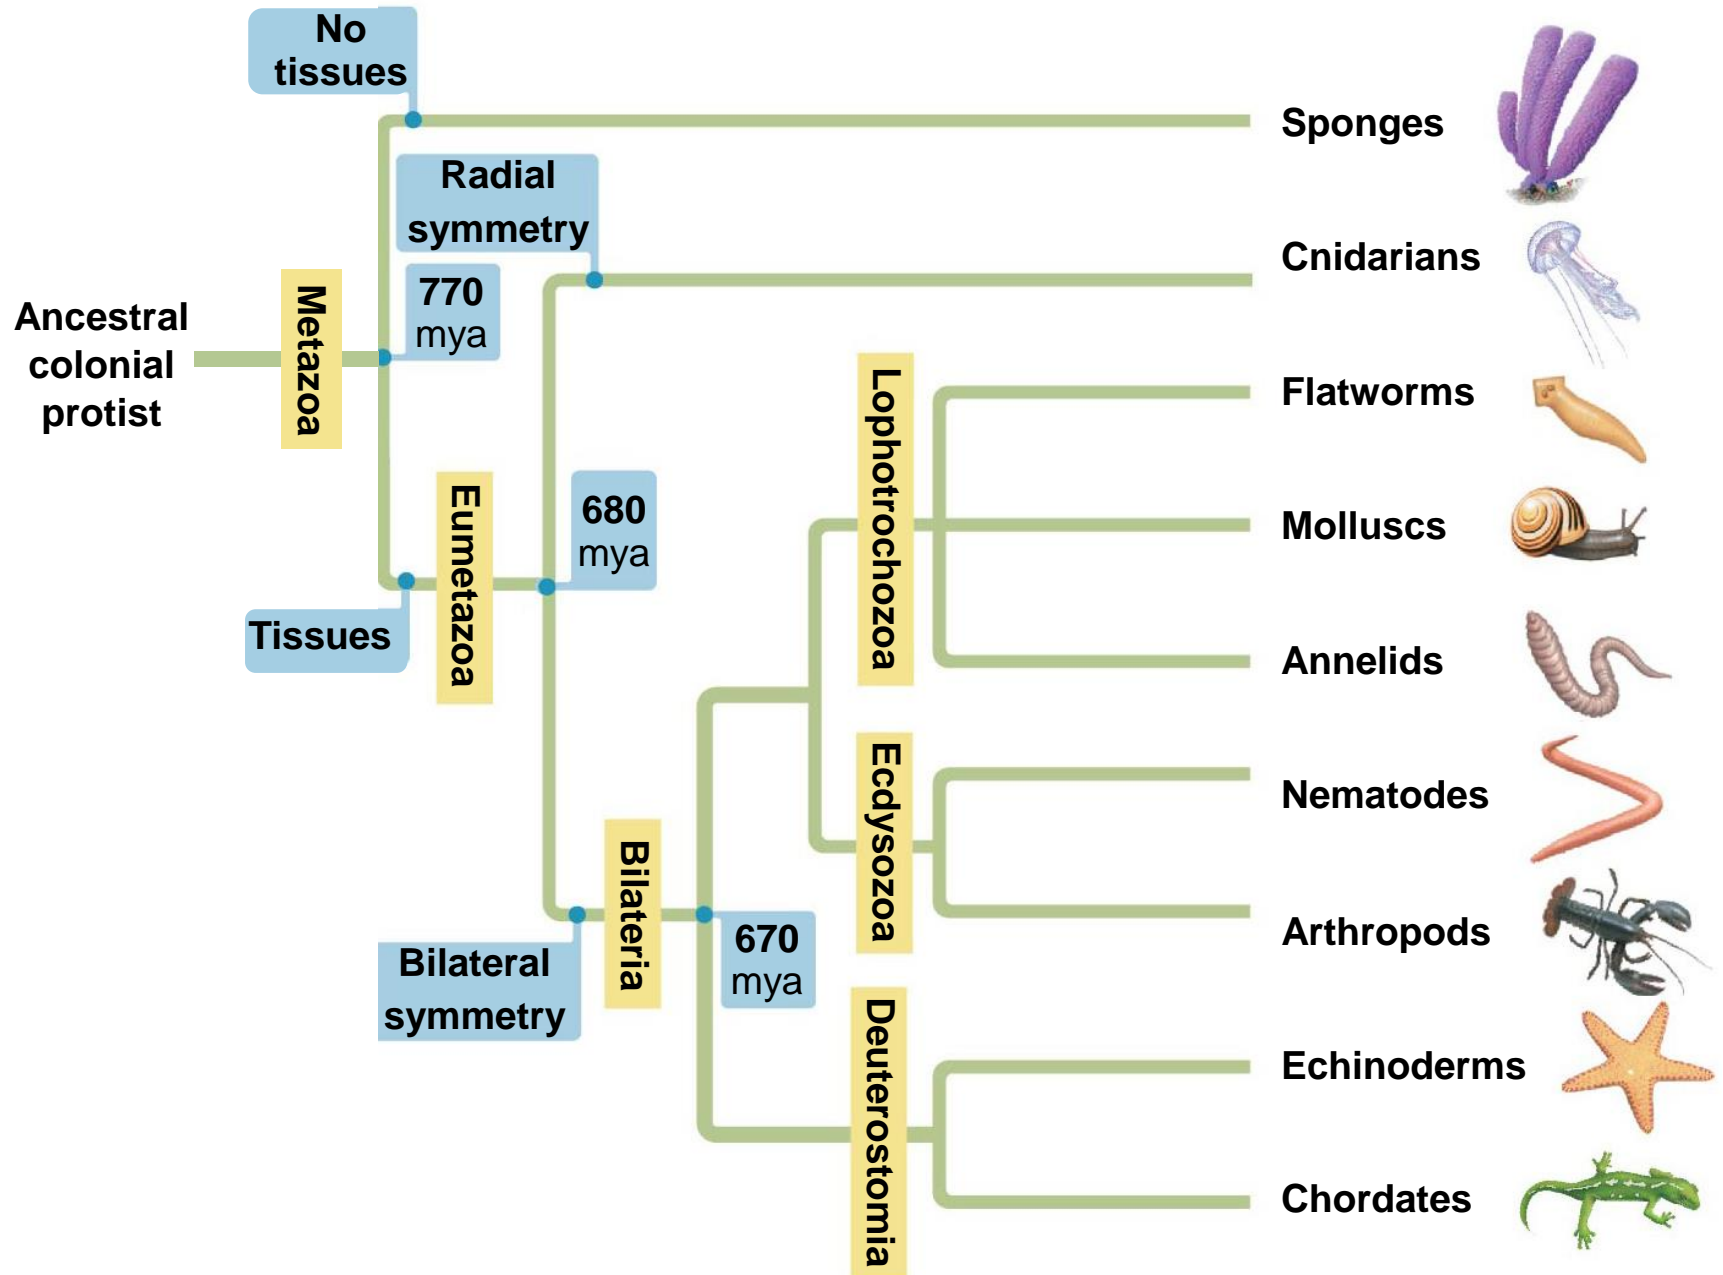 No
tissues
Sponges
Radial
symmetry
Cnidarians
770
mya
Ancestral
colonial
protist
Metazoa
Flatworms
Lophotrochozoa
Eumetazoa
680
mya
Molluscs
Tissues
Annelids
Ecdysozoa
Nematodes
Bilateria
Arthropods
670
mya
Bilateral
symmetry
Deuterostomia
Echinoderms
Chordates